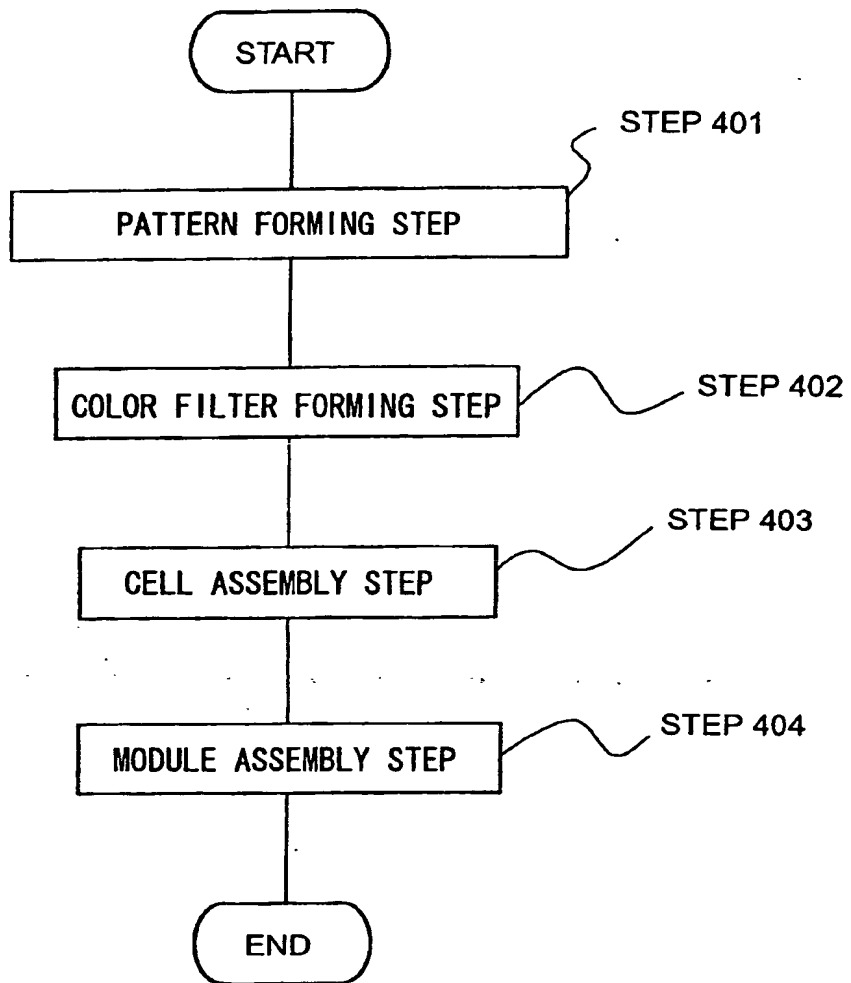 START
STEP 401
PATTERN FORMING STEP
STEP 402
COLOR FILTER FORMING STEP
STEP 403
CELL ASSEMBLY STEP
STEP 404
MODULE ASSEMBLY STEP
END